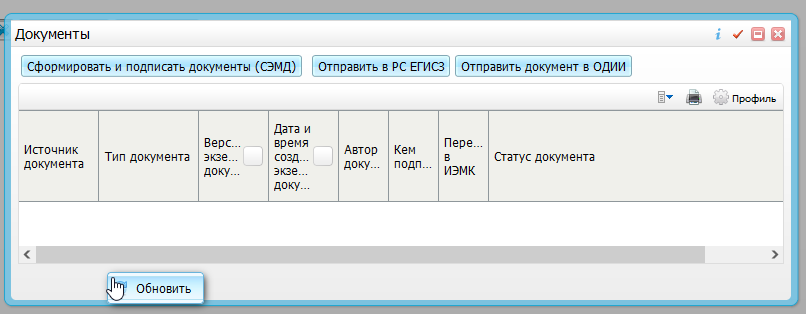 Документы
Сформировать и подписать документы (СЭМД) Отправить в РС ЕГИСЗ Отправить документ в ОДИИ
Профиль
Источник документа
Тип документа
Верс... экзе... доку...
Дата и время созд... экзе... доку...
Автор доку...
Кем подп...
Пере... в ИЭМК
Статус документа
Обновить